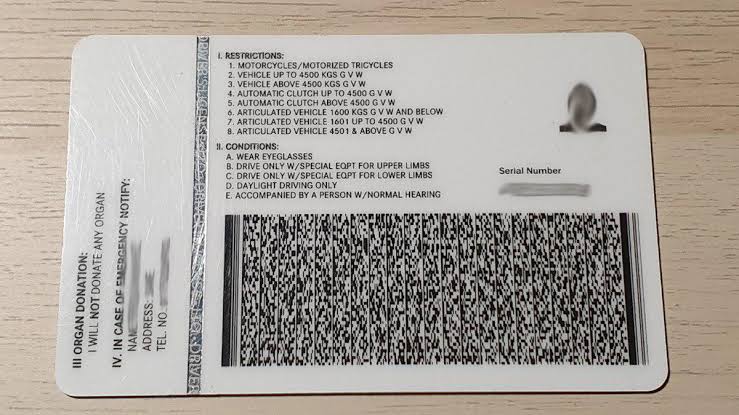 I. RESTRICTIONS:
1. MOTORCYCLES/MOTORIZED TRICYCLES
2. VEHICLE UP TO 4500 KGS G V W
3. VEHICLE ABOVE 4500 KGS G V W
4. AUTOMATIC CLUTCH UP TO 4500 G V W
5. AUTOMATIC CLUTCH ABOVE 4500 G V W
6. ARTICULATED VEHICLE 1600 KGS G V W AND BELOW
7. ARTICULATED VEHICLE 1601 UP TO 4500 G V W
8. ARTICULATED VEHICLE 4501 & ABOVE G V W
II. CONDITIONS:
A. WEAR EYEGLASSES
B. DRIVE ONLY W/SPECIAL EQPT FOR UPPER LIMBS
C. DRIVE ONLY W/SPECIAL EQPT FOR LOWER LIMBS
D. DAYLIGHT DRIVING ONLY
E. ACCOMPANIED BY A PERSON W/NORMAL HEARING
Serial Number
III ORGAN DONATION:
I WILL NOT DONATE ANY ORGAN
IV. IN CASE OF EMERGENCY NOTIFY:
ADDRESS:
TEL. NO.